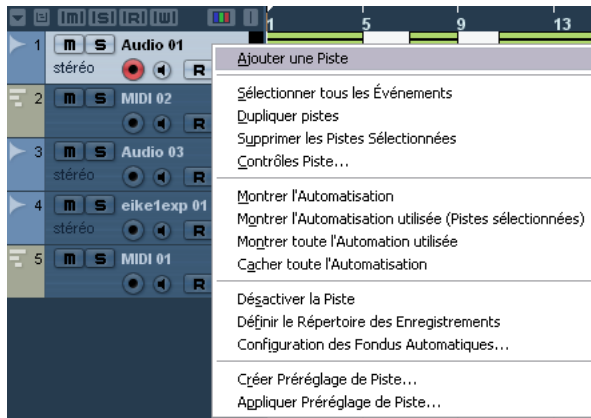 m S R W
1 5 9 13
1 m S Audio 01
stéréo R
Ajouter une Piste
2 m S MIDI 02
R
Sélectionner tous les Événements
Dupliquer pistes
Supprimer les Pistes Sélectionnées
Contrôles Piste...
3 m S Audio 03
stéréo R
4 m S eike1exp 01
stéréo R
Montrer l'Automatisation
Montrer l'Automatisation utilisée (Pistes sélectionnées)
Montrer toute l'Automation utilisée
Cacher toute l'Automatisation
5 m S MIDI 01
R
Désactiver la Piste
Définir le Répertoire des Enregistrements
Configuration des Fondus Automatiques...
Créer Préréglage de Piste...
Appliquer Préréglage de Piste...